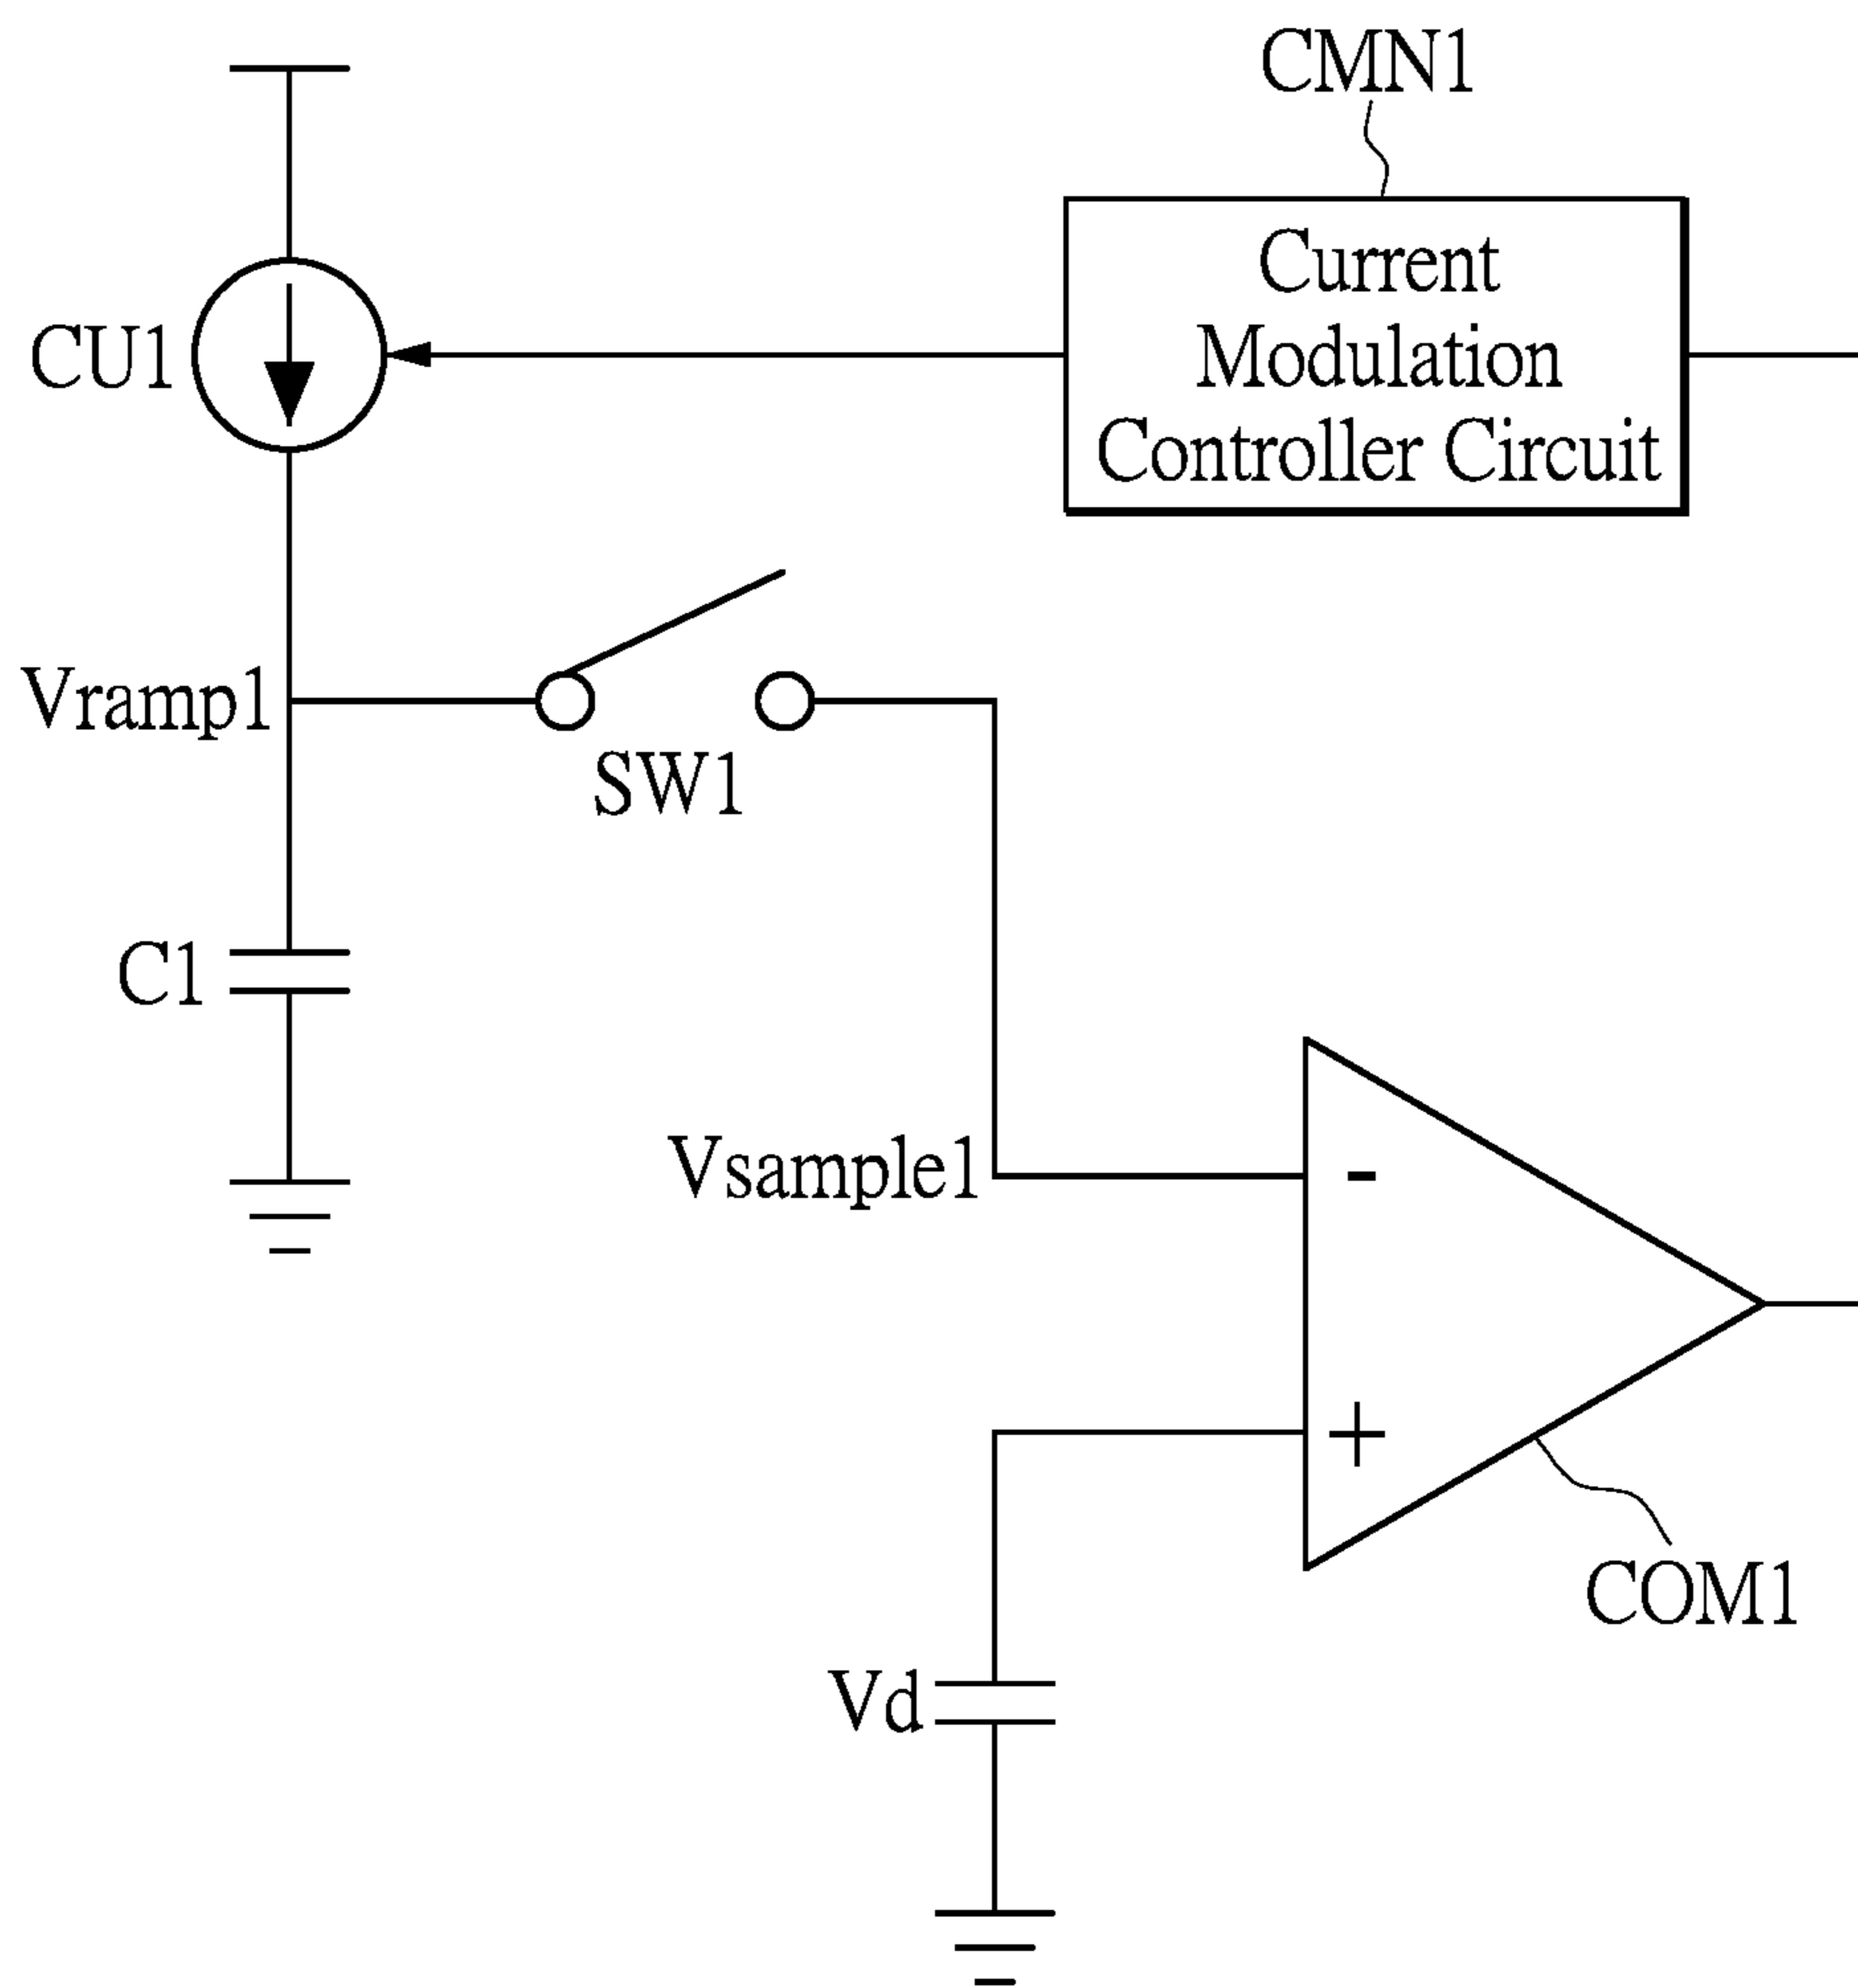 CMN1
Current
Modulation
Controller Circuit
CU1
Vramp1
SW1
C1
Vsample1
-
+
COM1
Vd